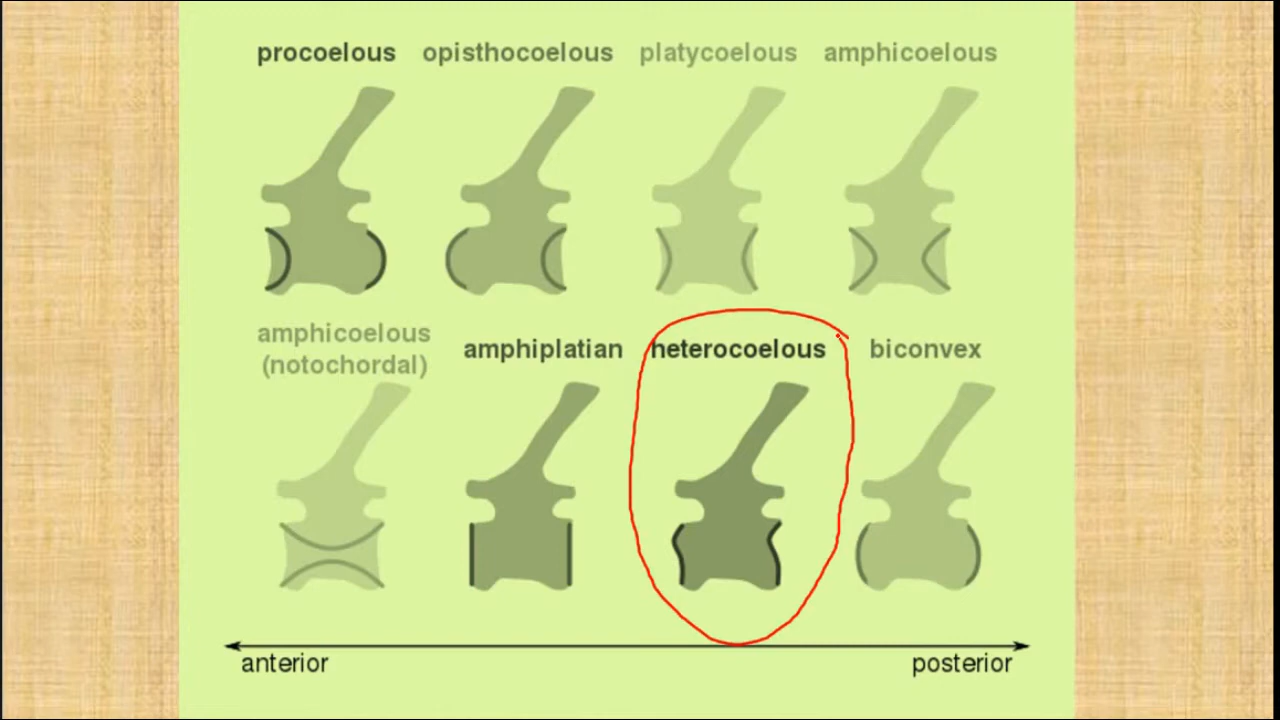 procoelous opisthocoelous platycoelous amphicoelous
amphicoelous
(notochordal)
amphiplatian heterocoelous biconvex
anterior posterior